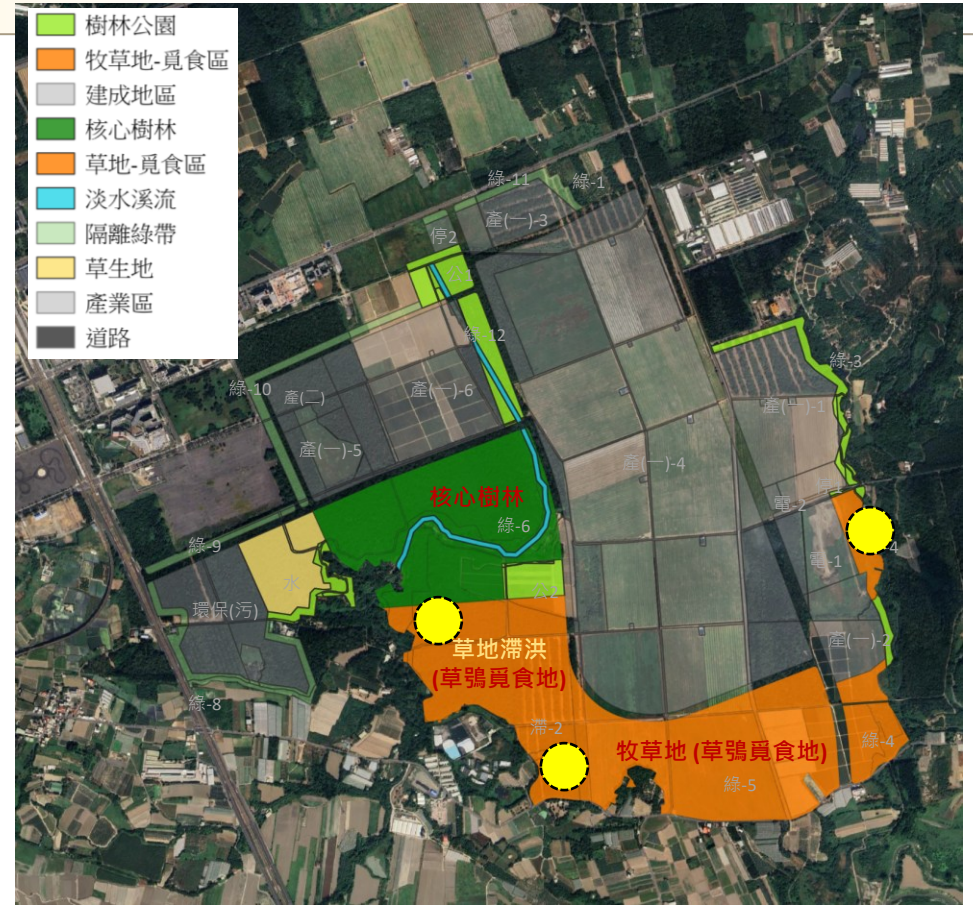 樹林公園
牧草地-覓食區
建成地區
核心樹林
草地-覓食區
淡水溪流
隔離綠帶
草生地
產業區
道路
綠-11
綠-1
產(一)-3
停2
公1
綠-12
綠-3
綠-10
產(二)
產(一)-6
產(一)-1
產(一)-5
產(一)-4
核心樹林
綠-6
電-2
綠-9
電-1
水
環保(污)
產(一)-7
草地滯洪
(草鴞覓食地)
綠-8
滯-2
牧草地 (草鴞覓食地)
綠-4
綠-5